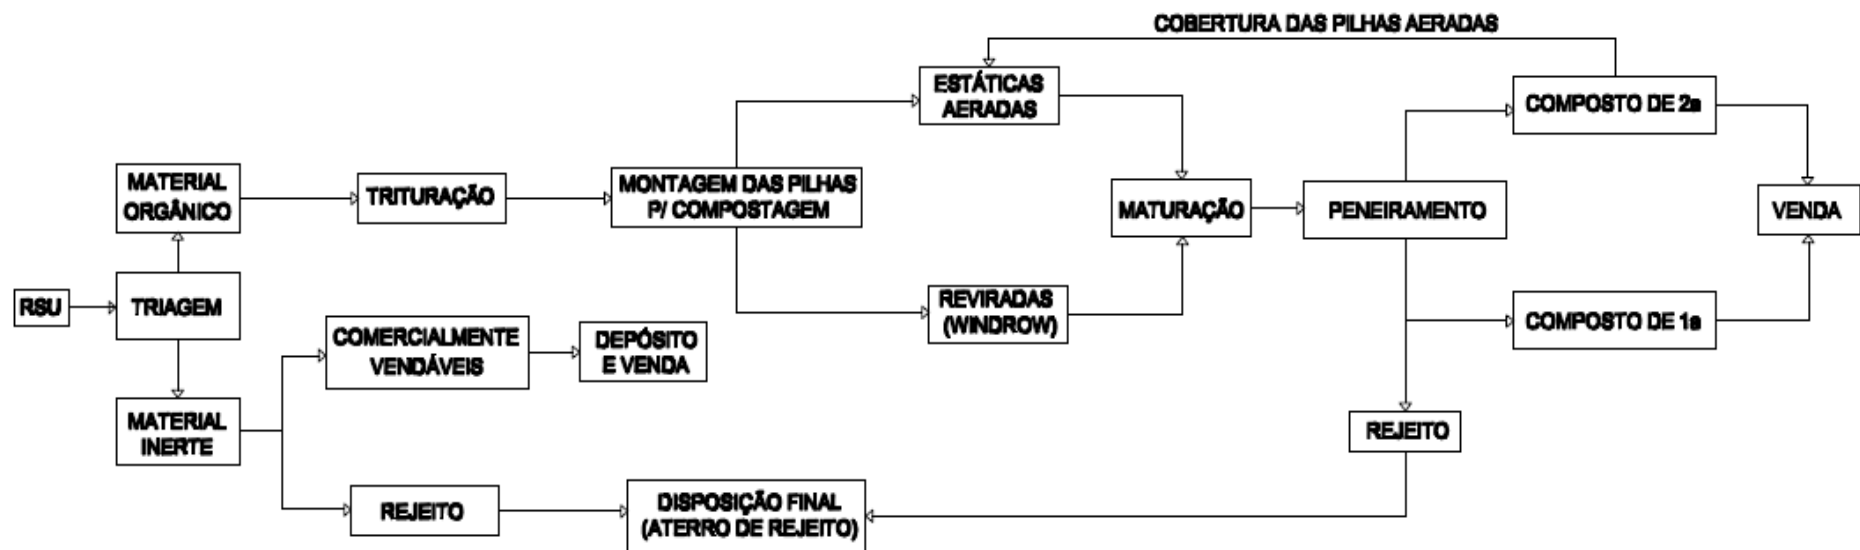 COBERTURA DAS PILHAS AERADAS
ESTÁTICAS
AERADAS
COMPOSTO DE 2a
MATERIAL
ORGÂNICO
TRITURAÇÃO
MONTAGEM DAS PILHAS
P/ COMPOSTAGEM
MATURAÇÃO
PENEIRAMENTO
VENDA
RSU
TRIAGEM
REVIRADAS
(WINDROW)
COMPOSTO DE 1a
COMERCIALMENTE
VENDÁVEIS
DEPÓSITO
E VENDA
MATERIAL
INERTE
REJEITO
REJEITO
DISPOSIÇÃO FINAL
(ATERRO DE REJEITO)